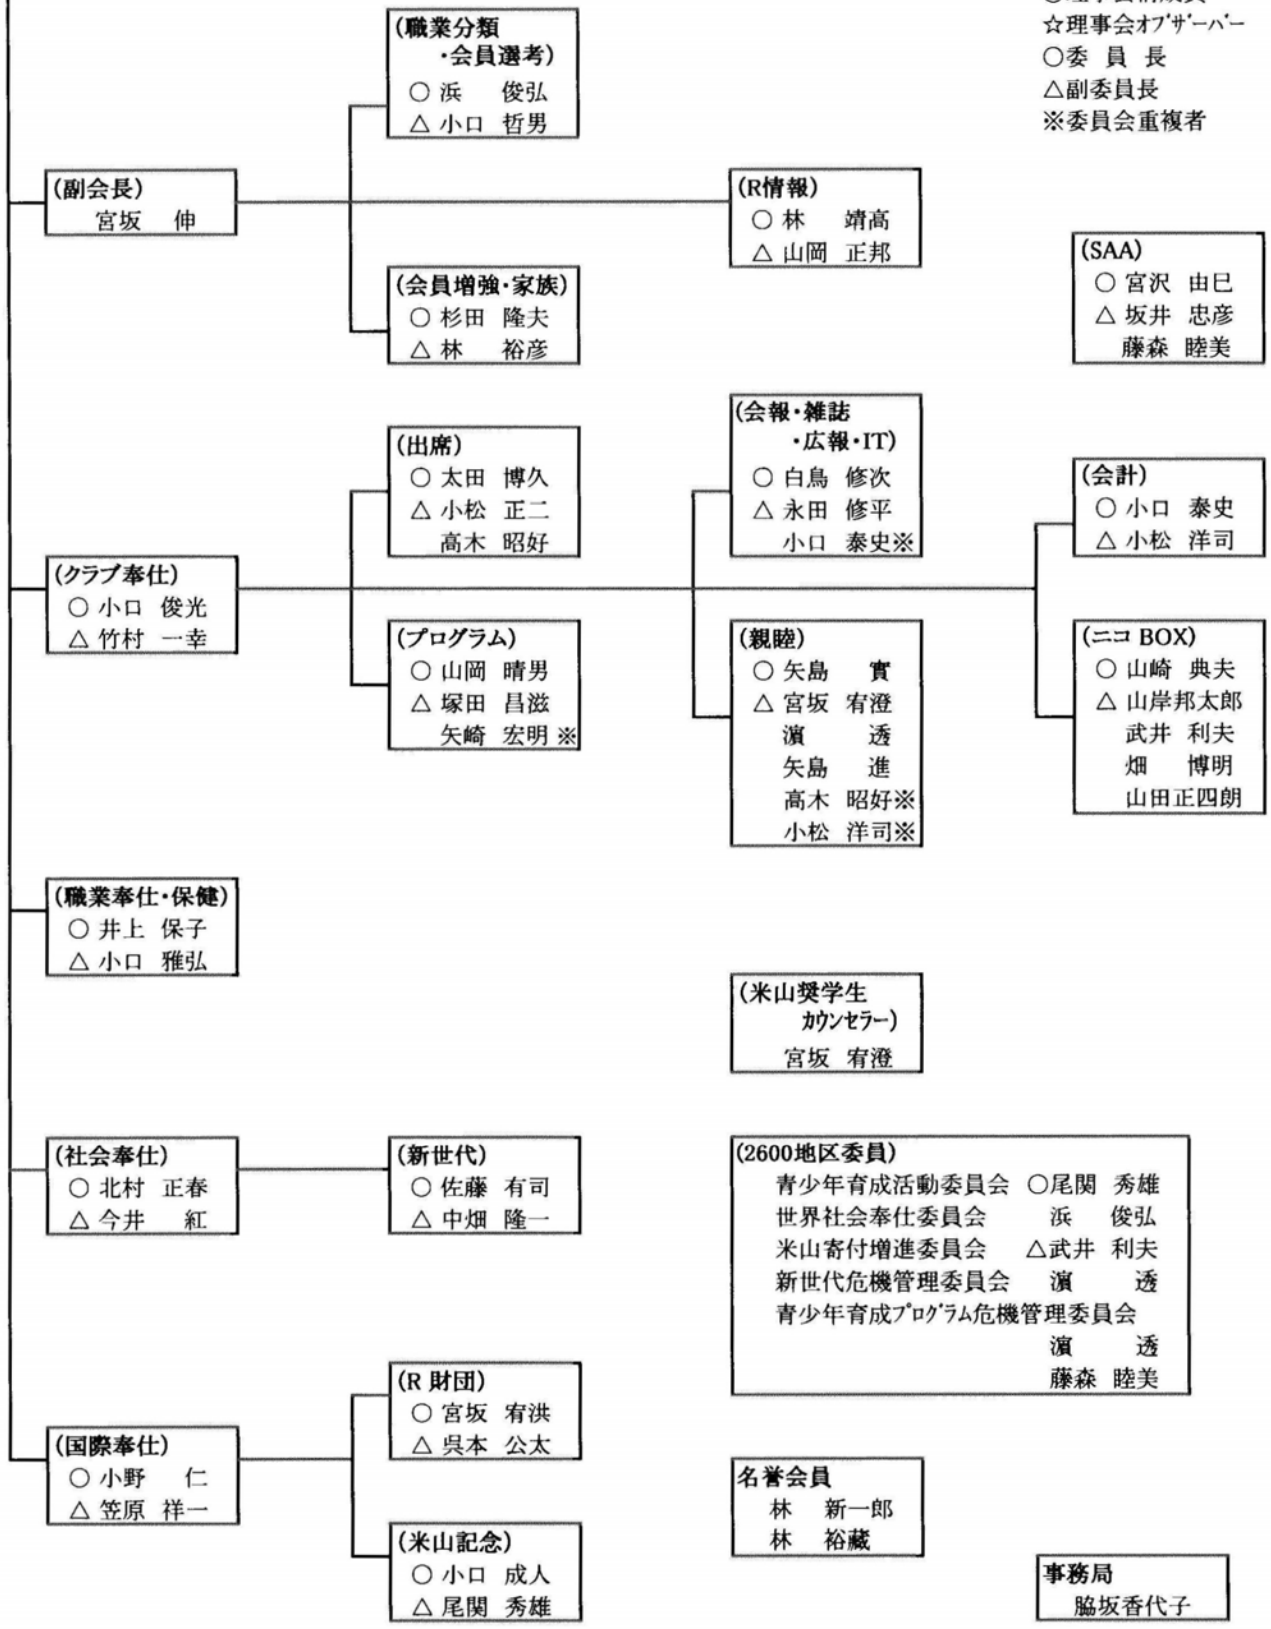 ☆理事会オブザーバー
○委 員 長
△副委員長
※委員会重複者
(職業分類
・会員選考)
○ 浜 俊弘
△ 小口 哲男
(副会長)
宮坂 伸
(R情報)
○ 林 靖高
△ 山岡 正邦
(会員増強・家族)
○ 杉田 隆夫
△ 林 裕彦
(SAA)
○ 宮沢 由巳
△ 坂井 忠彦
藤森 睦美
(クラブ奉仕)
○ 小口 俊光
△ 竹村 一幸
(出席)
○ 太田 博久
△ 小松 正二
高木 昭好
(プログラム)
○ 山岡 晴男
△ 塚田 昌滋
矢崎 宏明 ※
(会報・雑誌
・広報・IT)
○ 白鳥 修次
△ 永田 修平
小口 泰史※
(親睦)
○ 矢島 實
△ 宮坂 宥澄
濵 透
矢島 進
高木 昭好※
小松 洋司※
(会計)
○ 小口 泰史
△ 小松 洋司
(ニコ BOX)
○ 山崎 典夫
△ 山岸邦太郎
武井 利夫
畑 博明
山田正四朗
(職業奉仕・保健)
○ 井上 保子
△ 小口 雅弘
(米山奨学生
カウンセラー)
宮坂 宥澄
(社会奉仕)
○ 北村 正春
△ 今井 紅
(新世代)
○ 佐藤 有司
△ 中畑 隆一
(2600地区委員)
青少年育成活動委員会 ○尾関 秀雄
世界社会奉仕委員会 浜 俊弘
米山寄付増進委員会 △武井 利夫
新世代危機管理委員会 濵 透
青少年育成プログラム危機管理委員会
濵 透
藤森 睦美
(国際奉仕)
○ 小野 仁
△ 笠原 祥一
(R 財団)
○ 宮坂 宥洪
△ 呉本 公太
(米山記念)
○ 小口 成人
△ 尾関 秀雄
名誉会員
林 新一郎
林 裕藏
事務局
脇坂香代子